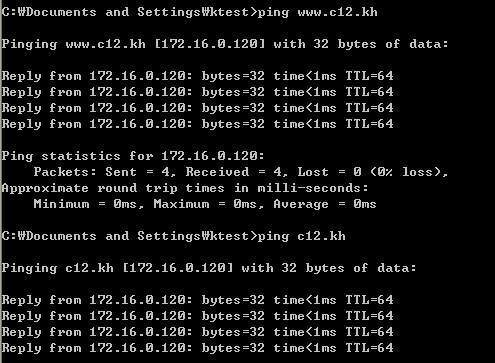 C:₩Documents and Settings₩ktest>ping www.c12.kh
Pinging www.c12.kh [172.16.0.120] with 32 bytes of data:
Reply from 172.16.0.120: bytes=32 time<1ms TTL=64
Reply from 172.16.0.120: bytes=32 time<1ms TTL=64
Reply from 172.16.0.120: bytes=32 time<1ms TTL=64
Reply from 172.16.0.120: bytes=32 time<1ms TTL=64
Ping statistics for 172.16.0.120:
Packets: Sent = 4, Received = 4, Lost = 0 (0% loss),
Approximate round trip times in milli-seconds:
Minimum = 0ms, Maximum = 0ms, Average = 0ms
C:₩Documents and Settings₩ktest>ping c12.kh
Pinging c12.kh [172.16.0.120] with 32 bytes of data:
Reply from 172.16.0.120: bytes=32 time<1ms TTL=64
Reply from 172.16.0.120: bytes=32 time<1ms TTL=64
Reply from 172.16.0.120: bytes=32 time<1ms TTL=64
Reply from 172.16.0.120: bytes=32 time<1ms TTL=64